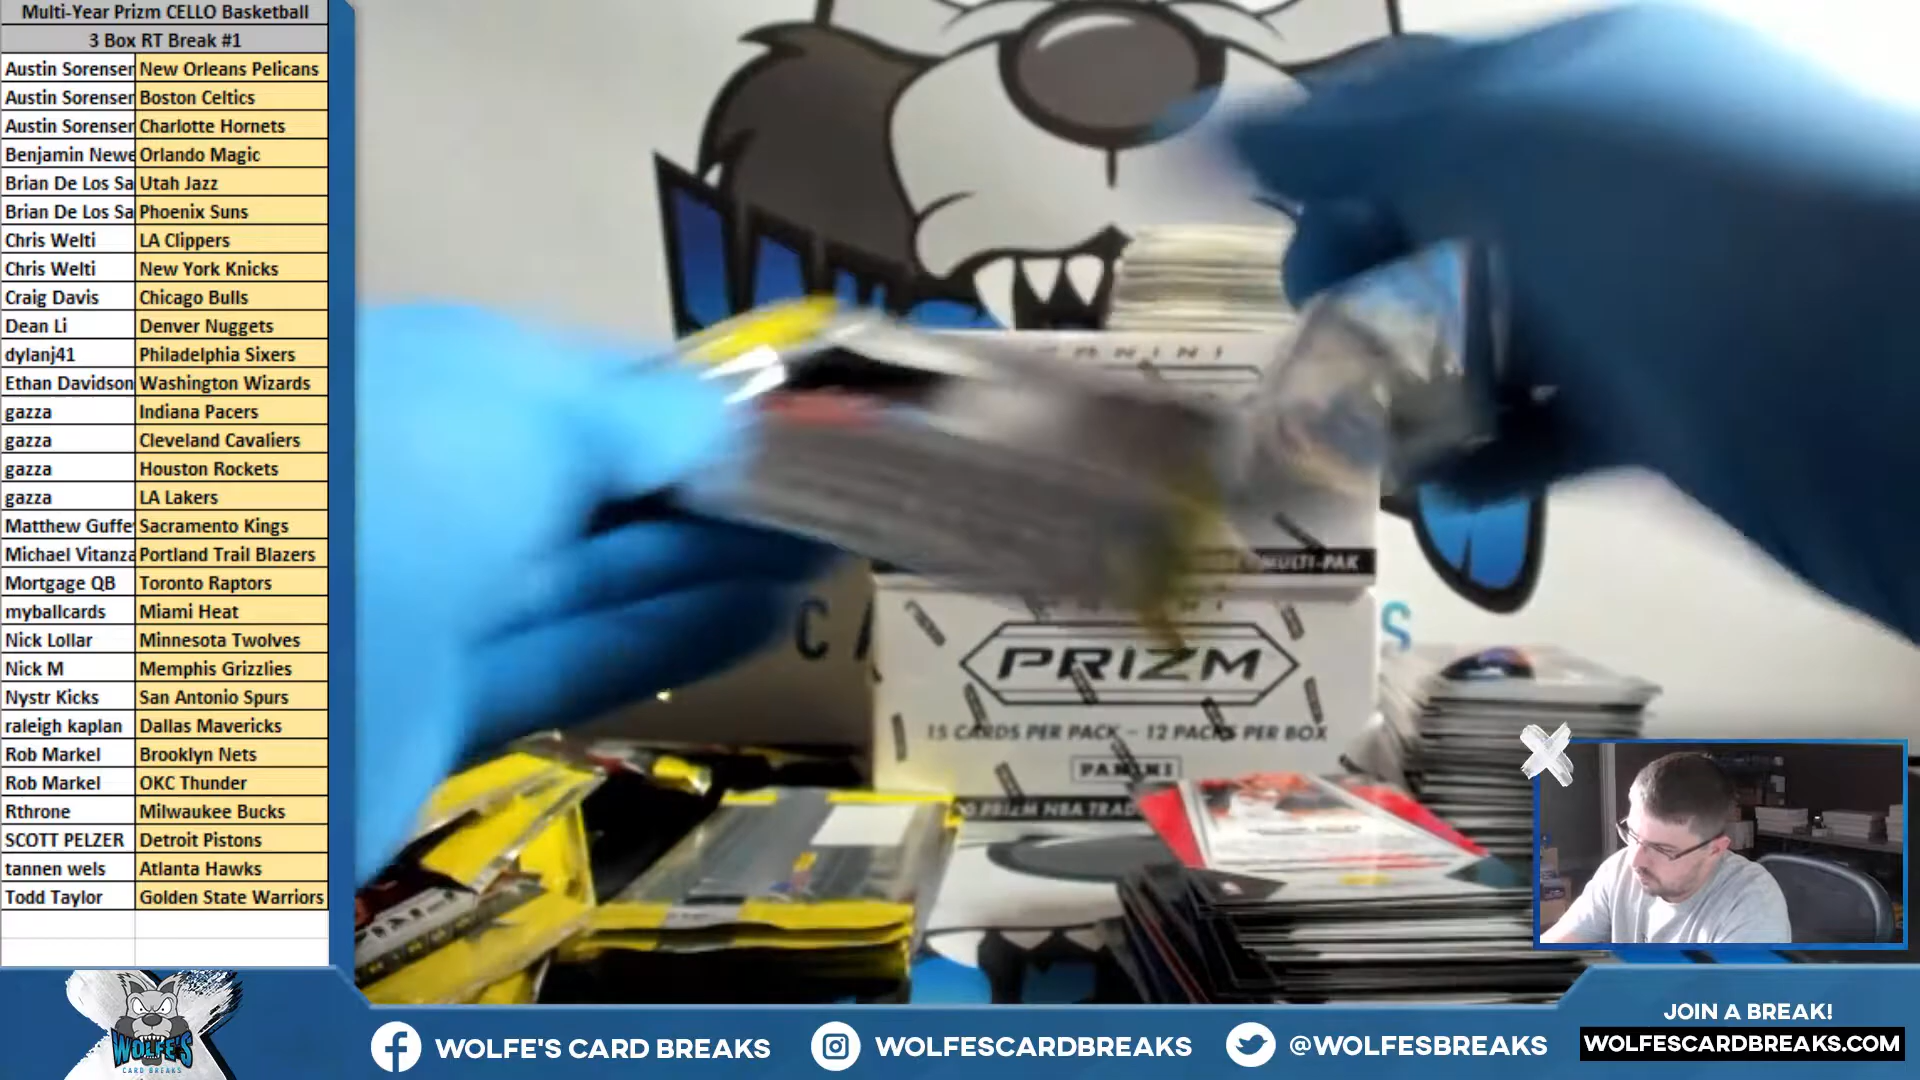 Multi-Year Prizm CELLO Basketball
3 Box RT Break #1
Austin Sorenser New Orleans Pelicans
Austin Sorenser Boston Celtics
Austin Sorenser Charlotte Hornets
Benjamin Newe Orlando Magic
Brian De Los Sa Utah Jazz
Brian De Los Sa Phoenix Suns
Chris Welti LA Clippers
Chris Welti New York Knicks
Craig Davis Chicago Bulls
Dean Li Denver Nuggets
dylanj41 Philadelphia Sixers
Ethan Davidson Washington Wizards
gazza Indiana Pacers
gazza Cleveland Cavaliers
gazza Houston Rockets
gazza LA Lakers
Matthew Guffe Sacramento Kings
Michael Vitanza Portland Trail Blazers
Mortgage QB Toronto Raptors
myballcards Miami Heat
Nick Lollar Minnesota Twolves
Nick M Memphis Grizzlies
Nystr Kicks San Antonio Spurs
raleigh kaplan Dallas Mavericks
Rob Markel Brooklyn Nets
Rob Markel OKC Thunder
Rthrone Milwaukee Bucks
SCOTT PELZER Detroit Pistons
tannen wels Atlanta Hawks
Todd Taylor Golden State Warriors
PANINI
MULTI-PAK
PRIZM
15 CARDS PER PACK – 12 PACKS PER BOX
PANINI
PRIZM NBA TRAD
WOLFE'S
CARD BREAKS
WOLFE'S CARD BREAKS
WOLFESCARDBREAKS
@WOLFESBREAKS
JOIN A BREAK!
WOLFESCARDBREAKS.COM